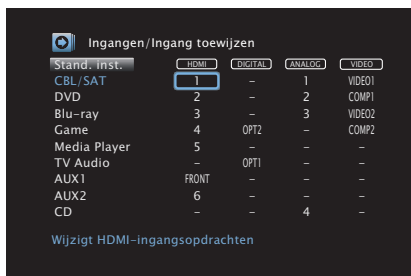 Ingangen/Ingang toewijzen
Stand. inst. HDMI DIGITAL ANALOG VIDEO
CBL/SAT 1 – 1 VIDEO1
DVD 2 – 2 COMP1
Blu-ray 3 – 3 VIDEO2
Game 4 OPT2 – COMP2
Media Player 5 – – –
TV Audio – OPT1 – –
AUX1 FRONT – – –
AUX2 6 – – –
CD – – 4 –
Wijzigt HDMI-ingangsopdrachten